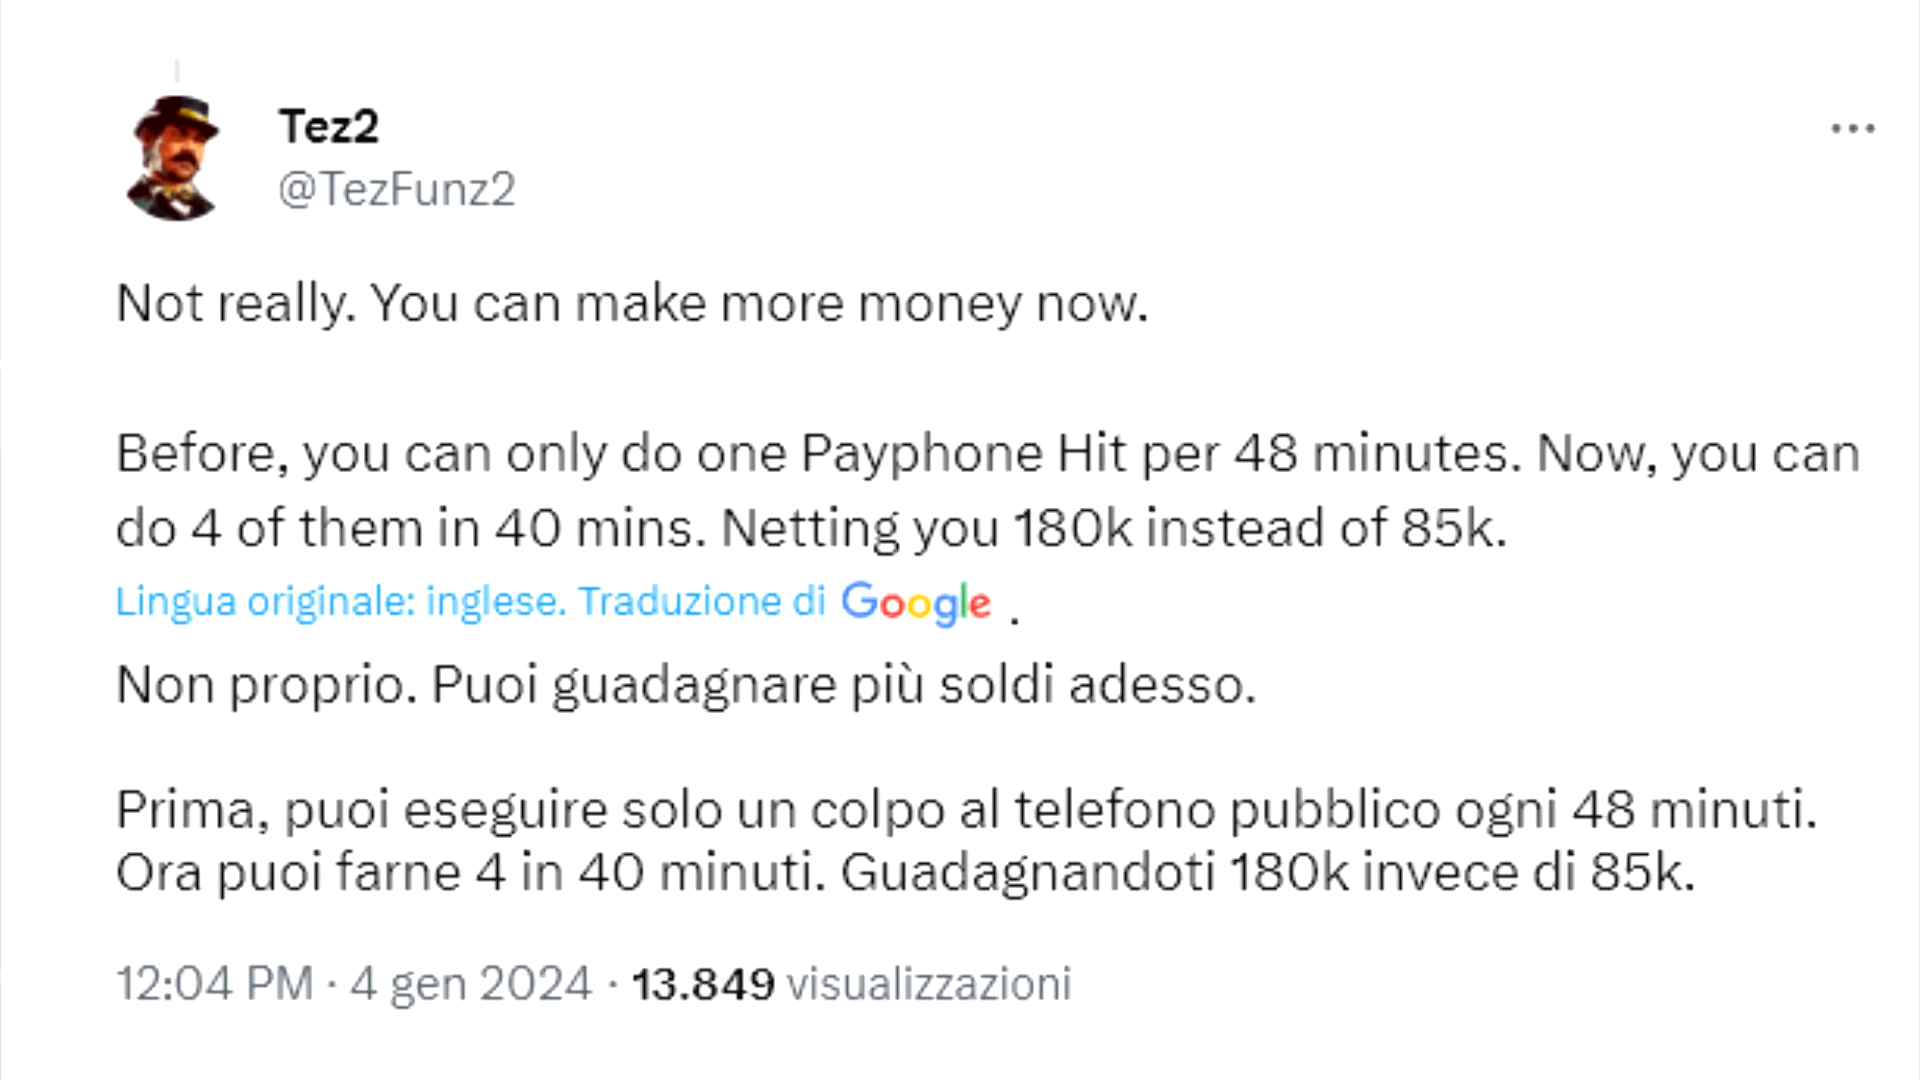 Tez2
@TezFunz2
Not really. You can make more money now.
Before, you can only do one Payphone Hit per 48 minutes. Now, you can
do 4 of them in 40 mins. Netting you 180k instead of 85k.
Lingua originale: inglese. Traduzione di Google .
Non proprio. Puoi guadagnare più soldi adesso.
Prima, puoi eseguire solo un colpo al telefono pubblico ogni 48 minuti.
Ora puoi farne 4 in 40 minuti. Guadagnandoti 180k invece di 85k.
12:04 PM · 4 gen 2024 · 13.849 visualizzazioni